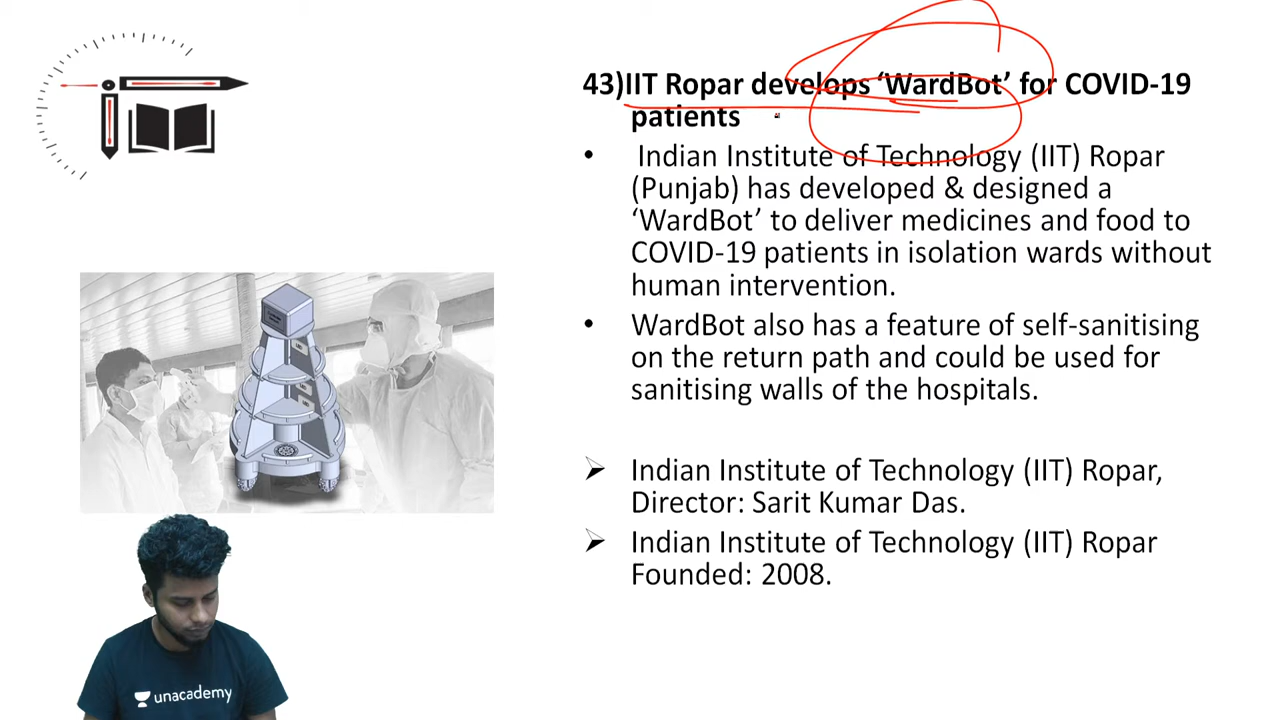 43)IIT Ropar develops ‘WardBot’ for COVID-19
patients
• Indian Institute of Technology (IIT) Ropar
(Punjab) has developed & designed a
‘WardBot’ to deliver medicines and food to
COVID-19 patients in isolation wards without
human intervention.
• WardBot also has a feature of self-sanitising
on the return path and could be used for
sanitising walls of the hospitals.
➢ Indian Institute of Technology (IIT) Ropar,
Director: Sarit Kumar Das.
➢ Indian Institute of Technology (IIT) Ropar
Founded: 2008.
unacademy